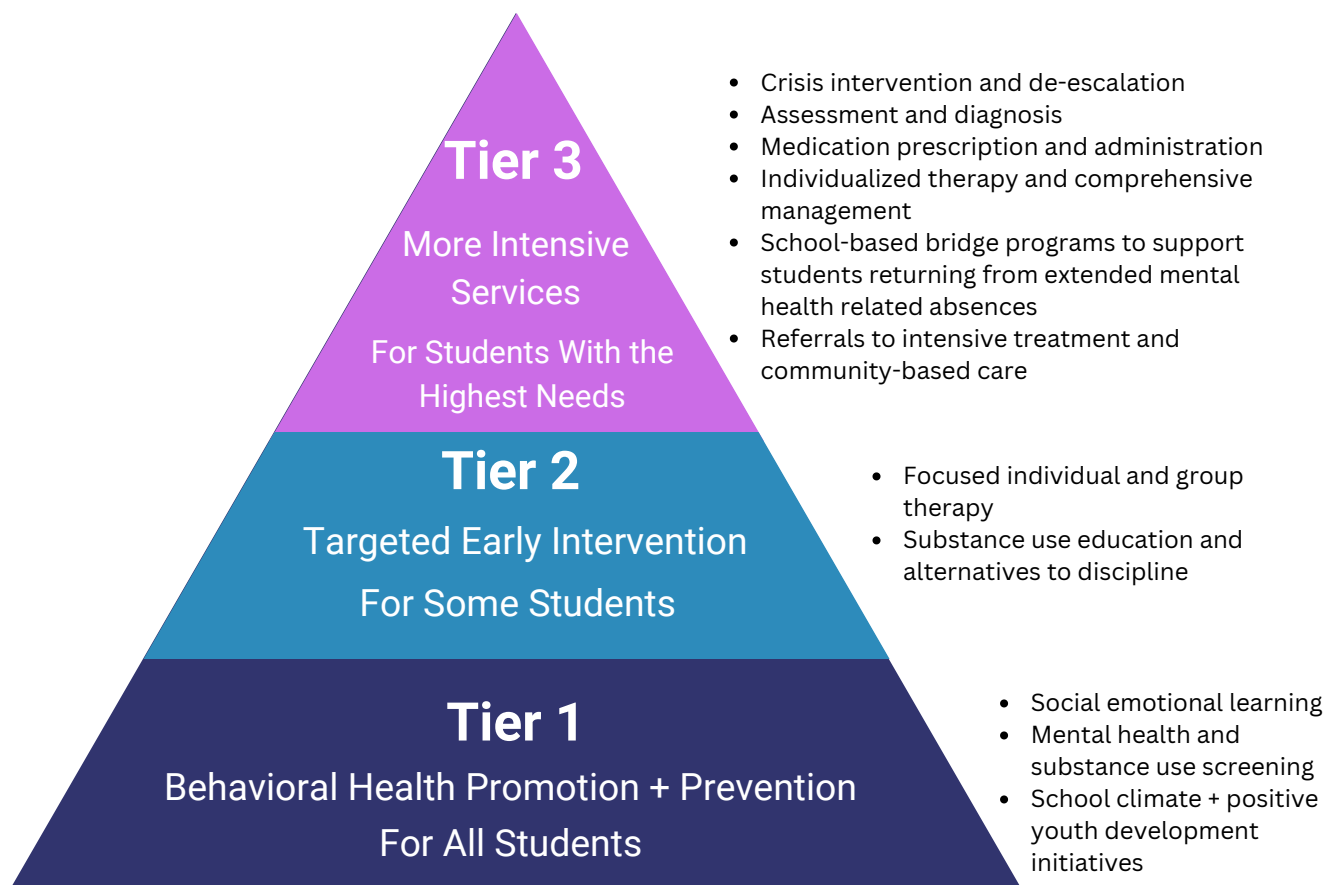 Tier 3
More Intensive
Services
For Students With the
Highest Needs
• Crisis intervention and de-escalation
• Assessment and diagnosis
• Medication prescription and administration
• Individualized therapy and comprehensive
management
• School-based bridge programs to support
students returning from extended mental
health related absences
• Referrals to intensive treatment and
community-based care
Tier 2
Targeted Early Intervention
For Some Students
• Focused individual and group
therapy
• Substance use education and
alternatives to discipline
Tier 1
Behavioral Health Promotion + Prevention
For All Students
• Social emotional learning
• Mental health and
substance use screening
• School climate + positive
youth development
initiatives